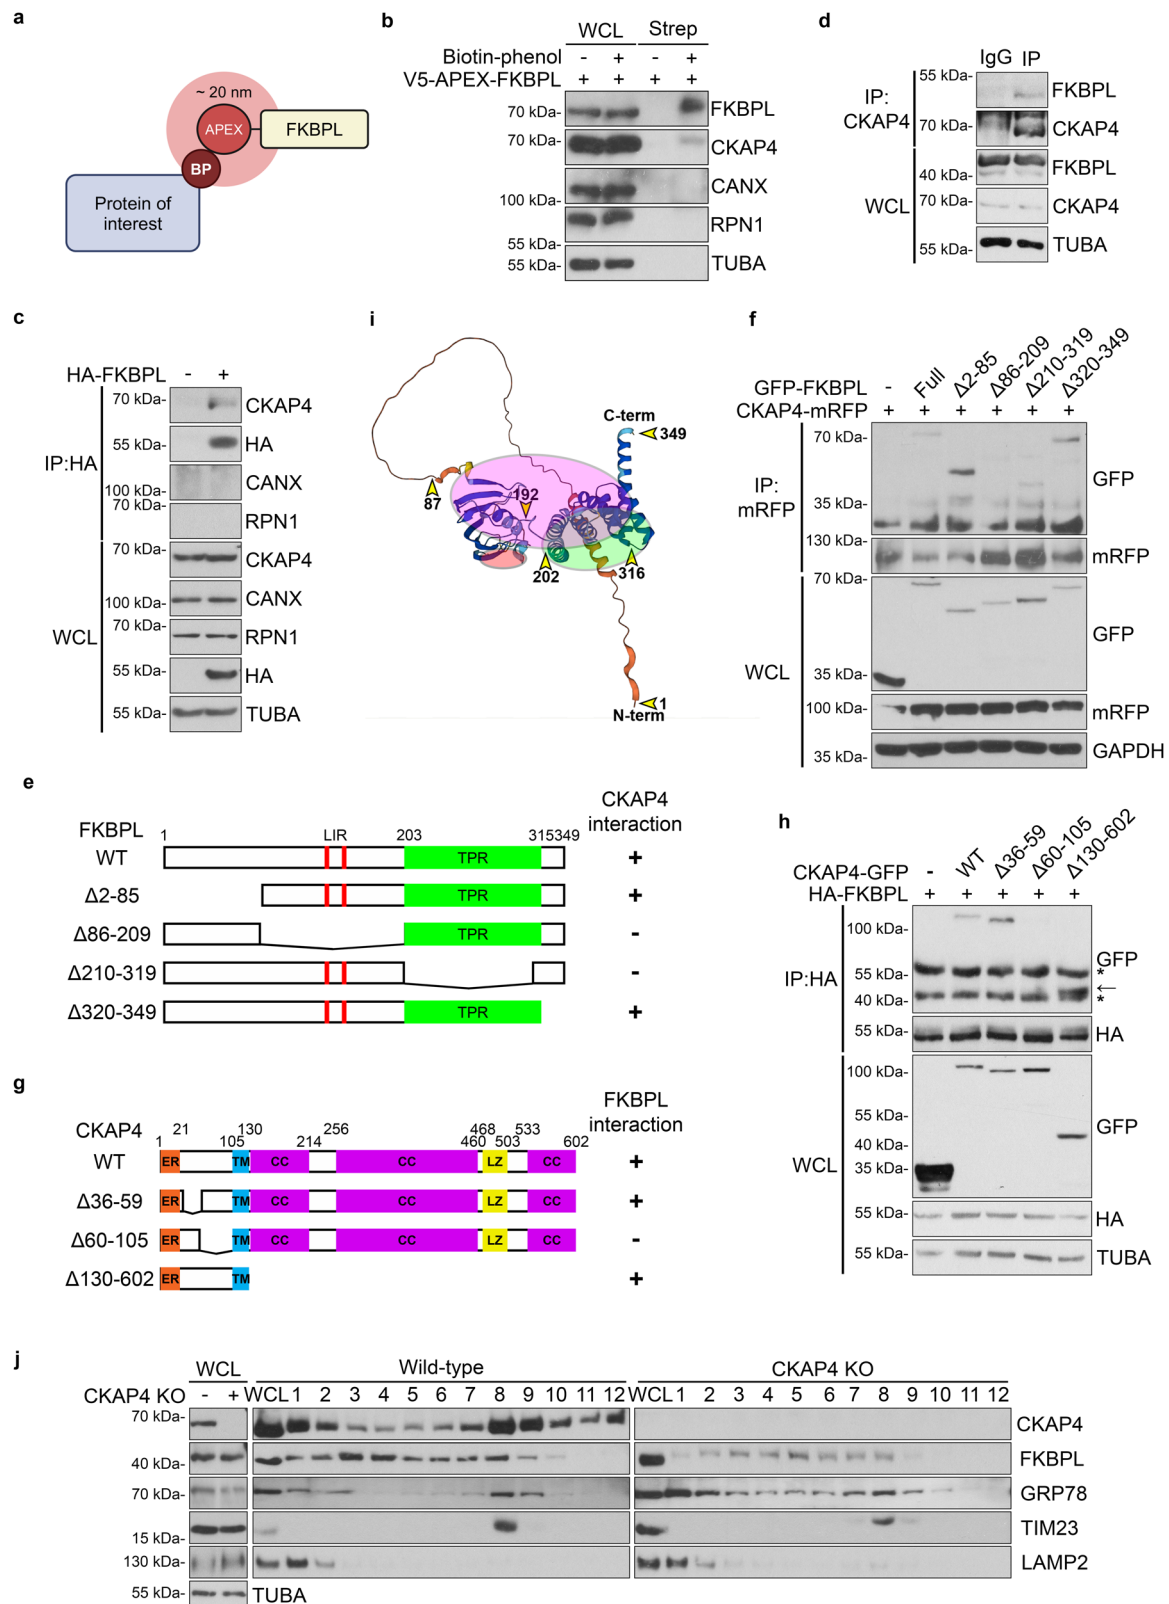 a
~ 20 nm
APEX
FKBPL
BP
Protein of
interest
b
WCL Strep
Biotin-phenol - + - +
V5-APEX-FKBPL + + + +
70 kDa- FKBPL
70 kDa- CKAP4
CANX
100 kDa-
RPN1
55 kDa-
55 kDa- TUBA
d
IgG IP
55 kDa- FKBPL
IP:
CKAP4
70 kDa- CKAP4
FKBPL
40 kDa-
WCL
70 kDa- CKAP4
55 kDa- TUBA
c
HA-FKBPL - +
70 kDa- CKAP4
55 kDa- HA
IP:HA
CANX
100 kDa-
70 kDa-
RPN1
70 kDa- CKAP4
100 kDa- CANX
WCL
70 kDa- RPN1
55 kDa- HA
55 kDa- TUBA
i
C-term
349
87
192
202
316
1
N-term
f
GFP-FKBPL - Full Δ2-85 Δ86-209 Δ210-319 Δ320-349
CKAP4-mRFP + + + + + +
70 kDa-
IP:
mRFP
GFP
35 kDa-
130 kDa-
mRFP
70 kDa-
GFP
WCL
35 kDa-
100 kDa- mRFP
GAPDH
35 kDa-
e
CKAP4
interaction
FKBPL 1 LIR 203 315 349
WT TPR +
Δ2-85 TPR +
Δ86-209 TPR -
Δ210-319 -
Δ320-349 TPR +
g
FKBPL
interaction
CKAP4 21 130 256 468 533
1 105 214 460 503 602
WT ER TM CC CC LZ CC +
Δ36-59 ER TM CC CC LZ CC +
Δ60-105 ER TM CC CC LZ CC -
Δ130-602 ER TM +
h
CKAP4-GFP - WT Δ36-59 Δ60-105 Δ130-602
HA-FKBPL + + + + +
100 kDa-
GFP
IP:HA
55 kDa- *
←
40 kDa- *
55 kDa- HA
100 kDa-
55 kDa-
GFP
40 kDa-
WCL
35 kDa-
55 kDa- HA
55 kDa- TUBA
j
WCL Wild-type CKAP4 KO
CKAP4 KO - + WCL 1 2 3 4 5 6 7 8 9 10 11 12 WCL 1 2 3 4 5 6 7 8 9 10 11 12
70 kDa- CKAP4
40 kDa- FKBPL
70 kDa- GRP78
15 kDa- TIM23
130 kDa- LAMP2
55 kDa- TUBA